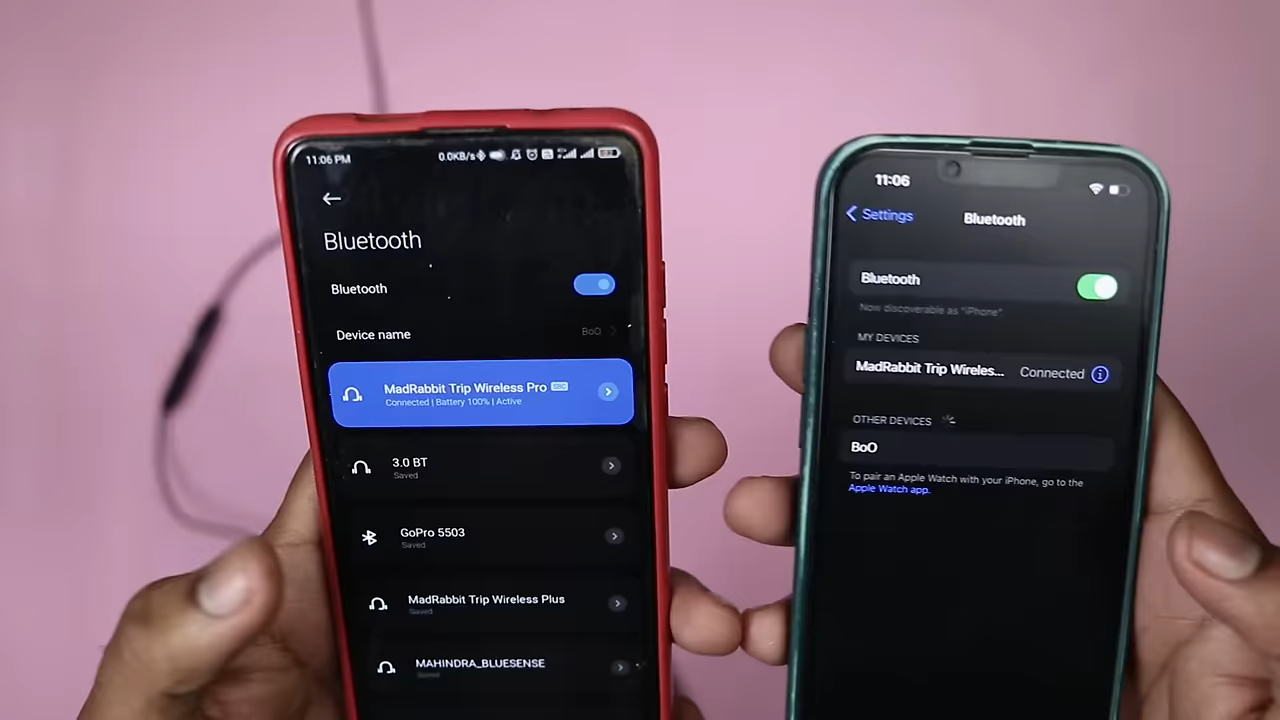 11:06 PM
0.0KB/s
Bluetooth
Bluetooth
Device name
BoO
MadRabbit Trip Wireless Pro
Connected | Battery 100% | Active
3.0 BT
Saved
GoPro 5503
Saved
MadRabbit Trip Wireless Plus
Saved
MAHINDRA_BLUESENSE
Saved
11:06
Settings
Bluetooth
Bluetooth
Now discoverable as "iPhone"
MY DEVICES
MadRabbit Trip Wireles...
Connected
OTHER DEVICES
BoO
To pair an Apple Watch with your iPhone, go to the
Apple Watch app.